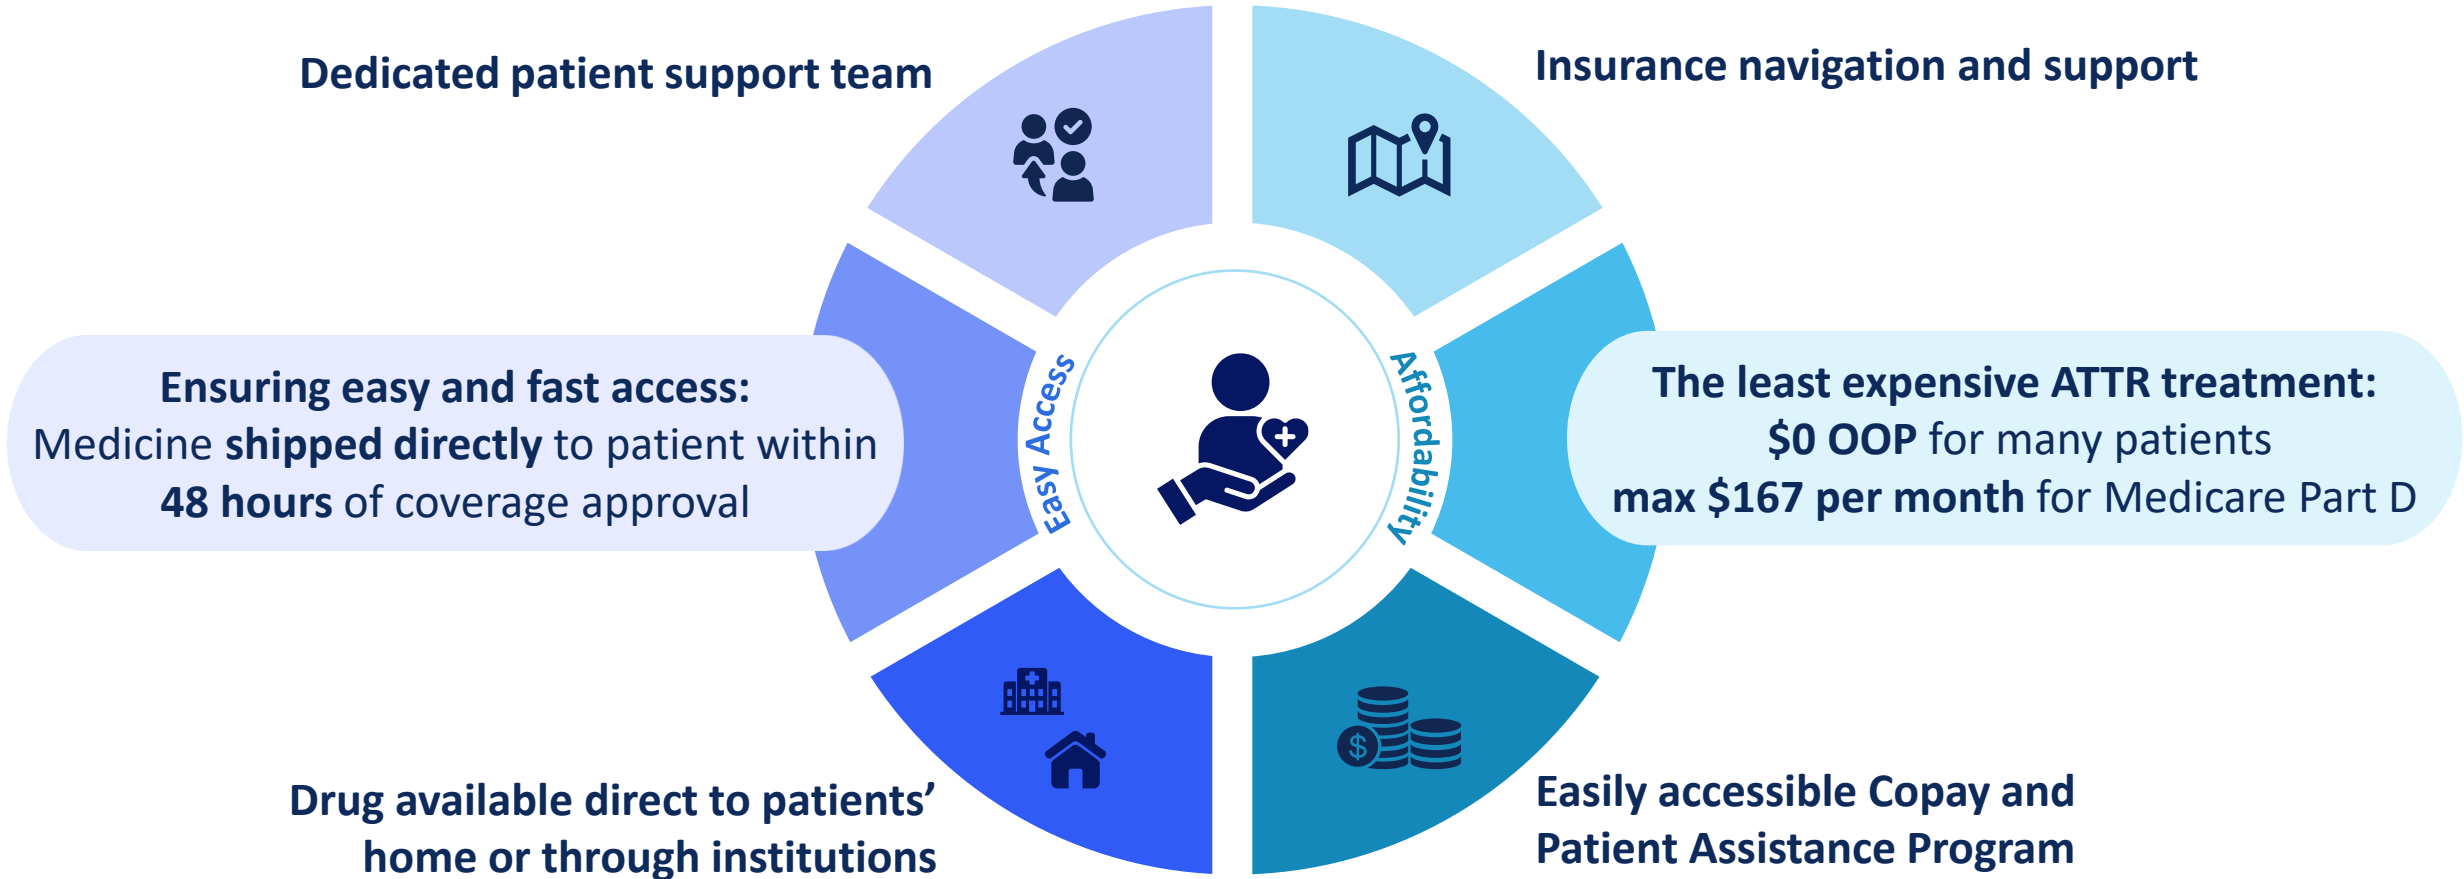 Dedicated patient support team
Insurance navigation and support
Ensuring easy and fast access:
Medicine shipped directly to patient within
48 hours of coverage approval
Easy Access
Affordability
The least expensive ATTR treatment:
$0 OOP for many patients
max $167 per month for Medicare Part D
$
Drug available direct to patients’
home or through institutions
Easily accessible Copay and
Patient Assistance Program